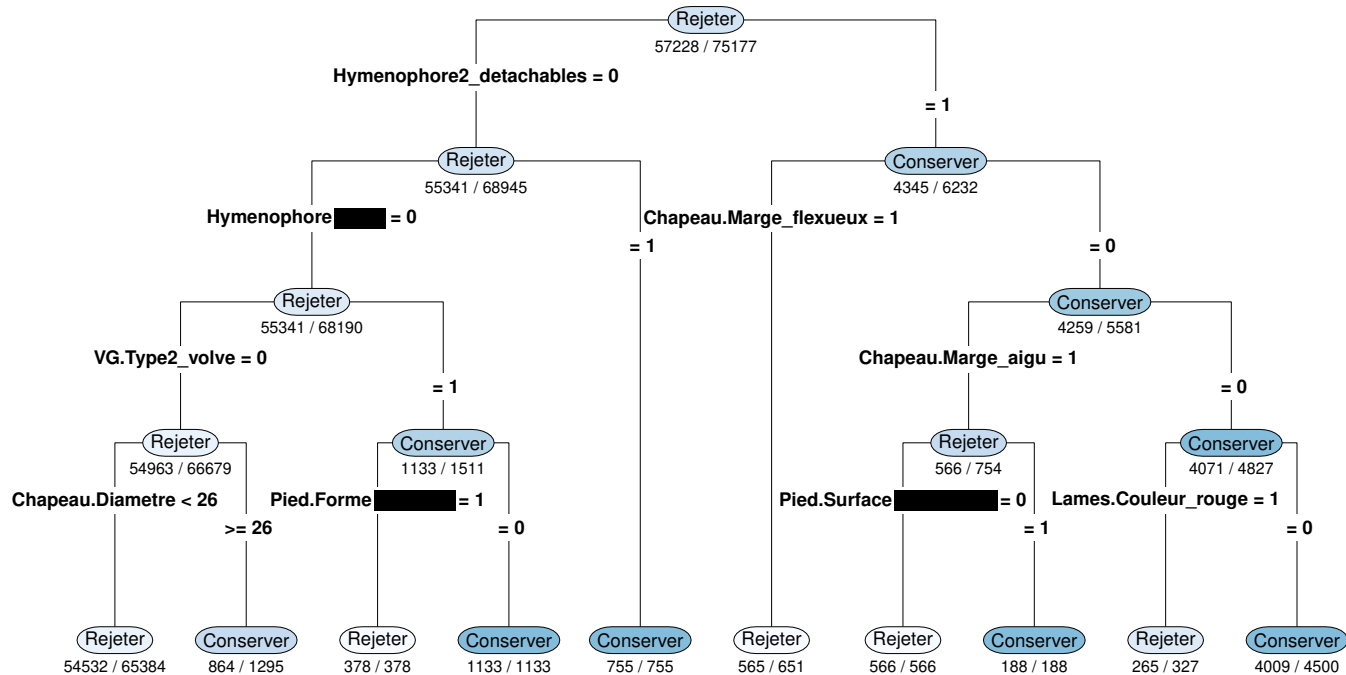 Rejeter
57228 / 75177
Hymenophore2_detachables = 0
= 1
Rejeter
55341 / 68945
Conserver
4345 / 6232
Hymenophore = 0
= 1
Chapeau.Marge_flexueux = 1
= 0
Rejeter
55341 / 68190
Conserver
4259 / 5581
VG.Type2_volve = 0
= 1
Chapeau.Marge_aigu = 1
= 0
Rejeter
54963 / 66679
Conserver
1133 / 1511
Rejeter
566 / 754
Conserver
4071 / 4827
Chapeau.Diametre < 26
>= 26
Pied.Forme = 1
= 0
Pied.Surface = 0
= 1
Lames.Couleur_rouge = 1
= 0
Rejeter
54532 / 65384
Conserver
864 / 1295
Rejeter
378 / 378
Conserver
1133 / 1133
Conserver
755 / 755
Rejeter
565 / 651
Rejeter
566 / 566
Conserver
188 / 188
Rejeter
265 / 327
Conserver
4009 / 4500